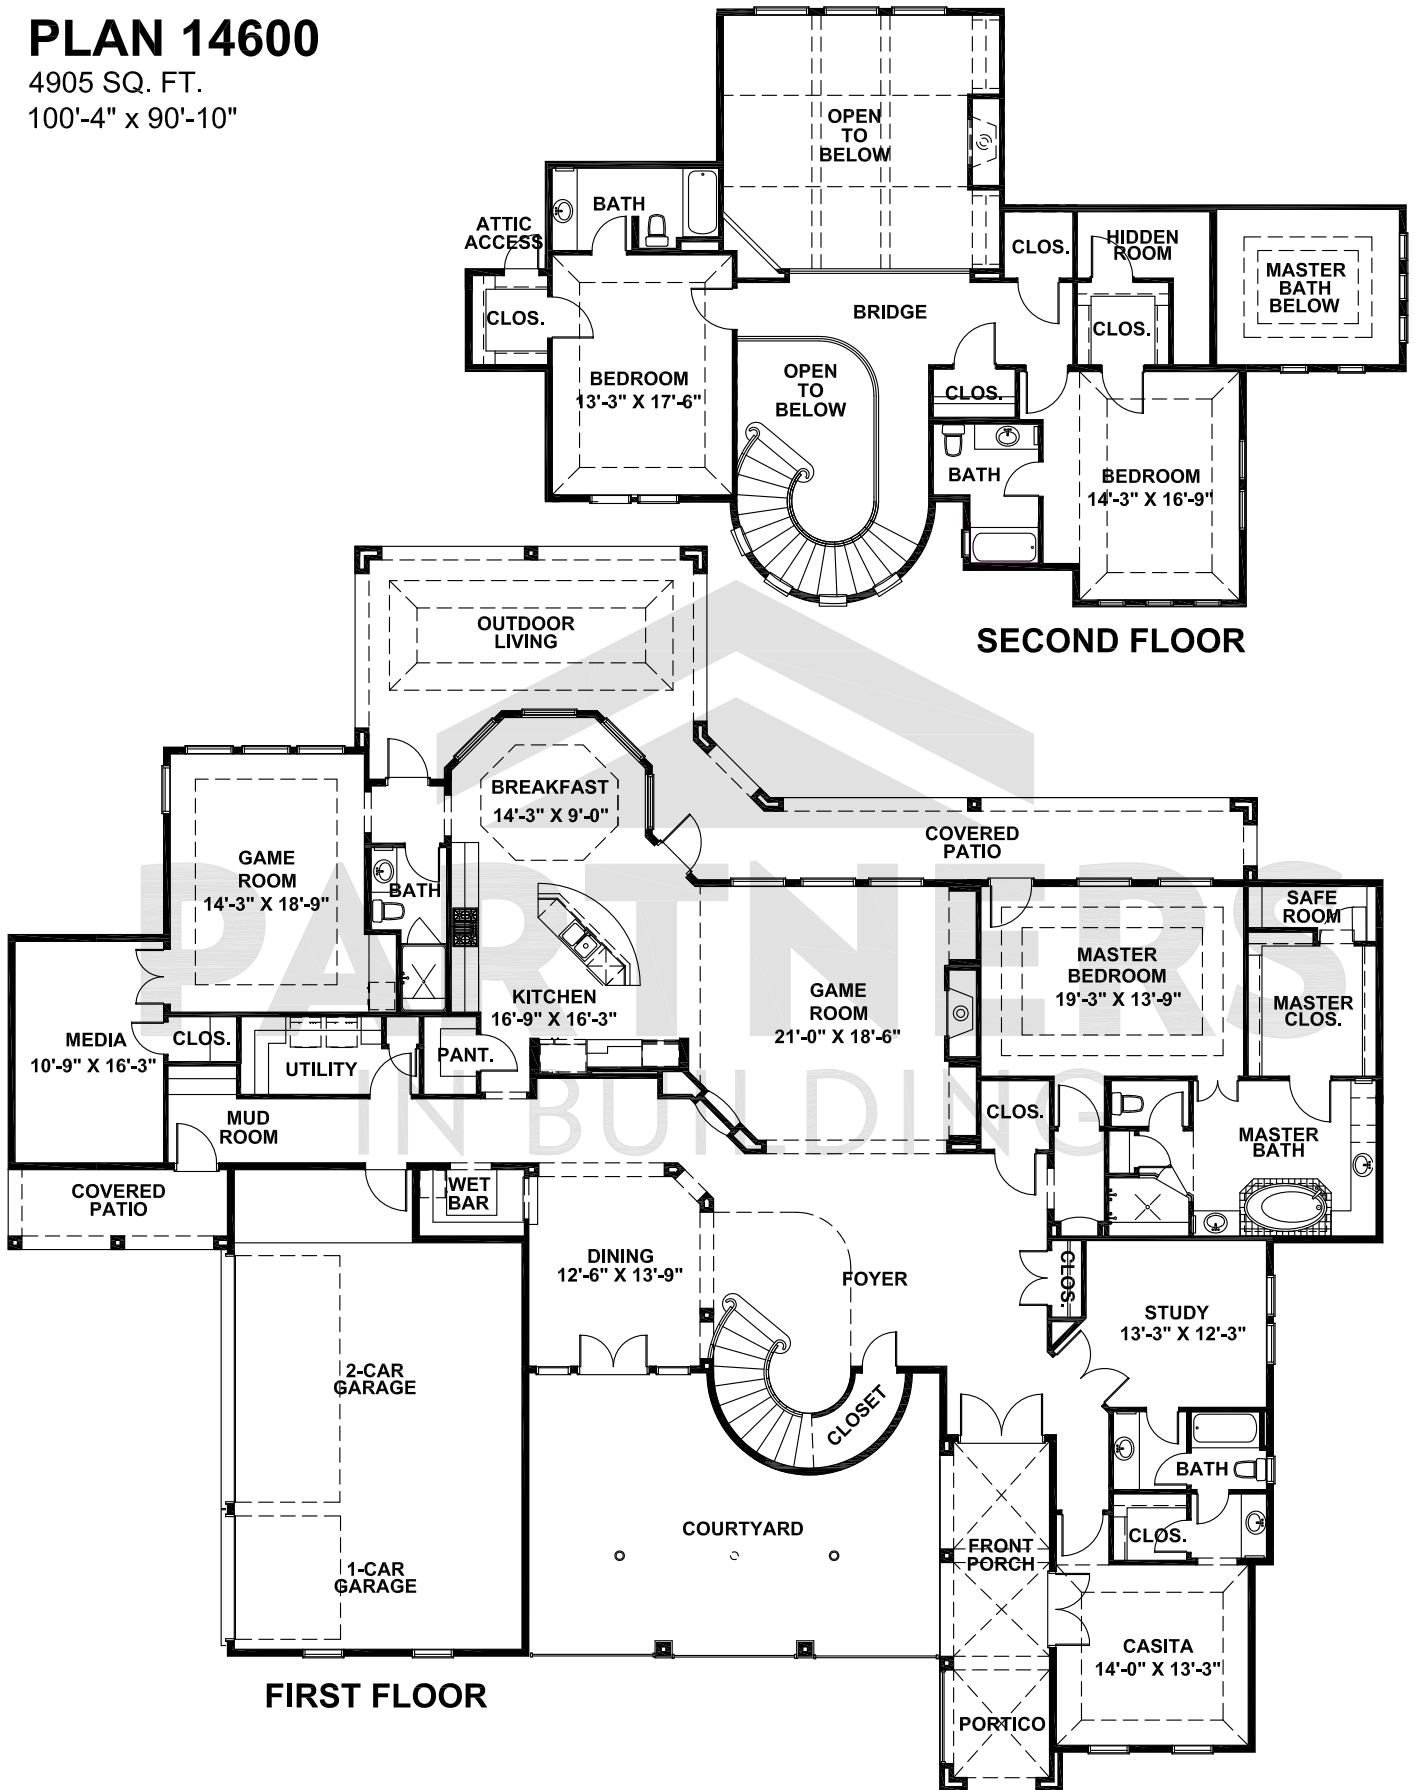 PLAN 14600
4905 SQ. FT.
100'-4" x 90'-10"
OPEN
TO
BELOW
BATH
ATTIC
ACCESS
CLOS.
BEDROOM
13'-3" X 17'-6"
BRIDGE
OPEN
TO
BELOW
CLOS.
HIDDEN
ROOM
CLOS.
MASTER
BATH
BELOW
CLOS.
BATH
BEDROOM
14'-3" X 16'-9"
SECOND FLOOR
OUTDOOR
LIVING
BREAKFAST
14'-3" X 9'-0"
COVERED
PATIO
GAME
ROOM
14'-3" X 18'-9"
BATH
SAFE
ROOM
MASTER
BEDROOM
19'-3" X 13'-9"
MASTER
CLOS.
KITCHEN
16'-9" X 16'-3"
GAME
ROOM
21'-0" X 18'-6"
MEDIA
10'-9" X 16'-3"
CLOS.
UTILITY
PANT.
MUD
ROOM
CLOS.
MASTER
BATH
COVERED
PATIO
WET
BAR
DINING
12'-6" X 13'-9"
FOYER
CLOS.
STUDY
13'-3" X 12'-3"
2-CAR
GARAGE
CLOSET
BATH
COURTYARD
CLOS.
FRONT
PORCH
1-CAR
GARAGE
CASITA
14'-0" X 13'-3"
PORTICO
FIRST FLOOR
PARTNERS
IN BUILDING